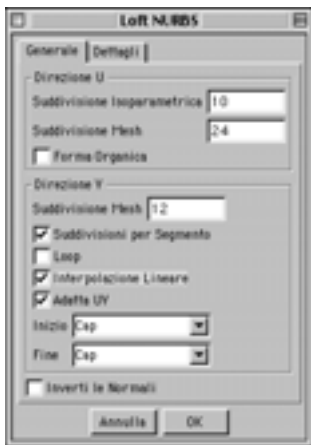 Loft NURBS
Generale Dettagli
Direzione U
Suddivisione Isoparametrica 10
Suddivisione Mesh 24
Forma Organica
Direzione V
Suddivisione Mesh 12
Suddivisioni per Segmento
Loop
Interpolazione Lineare
Adatta UV
Inizio Cap
Fine Cap
Inverti le Normali
Annulla OK